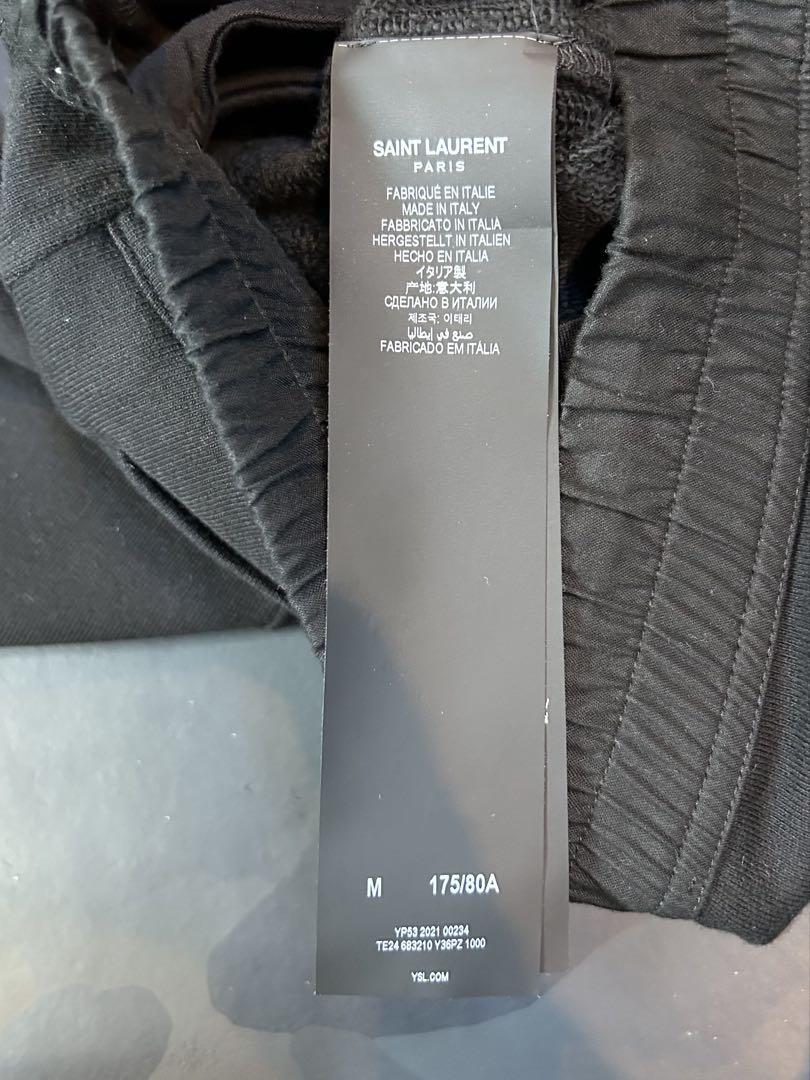 SAINT LAURENT
PARIS
FABRIQUÉ EN ITALIE
MADE IN ITALY
FABBRICATO IN ITALIA
HERGESTELLT IN ITALIEN
HECHO EN ITALIA
イタリア製
产地:意大利
СДЕЛАНО В ИТАЛИИ
제조국: 이태리
صنع في إيطاليا
FABRICADO EM ITÁLIA
M 175/80A
YP53 2021 00234
TE24 683210 Y36PZ 1000
YSL.COM